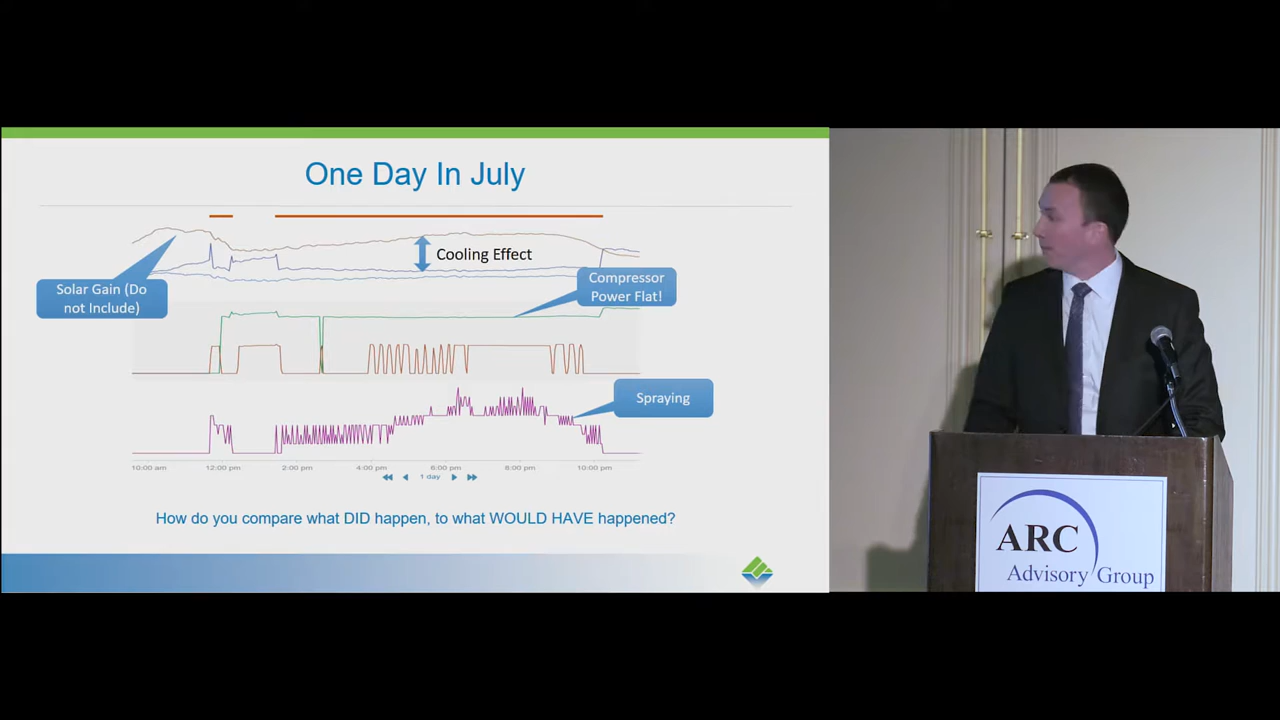 One Day In July
Cooling Effect
Solar Gain (Do
not Include)
Compressor
Power Flat!
Spraying
10:00 am 12:00 pm 2:00 pm 4:00 pm 6:00 pm 8:00 pm 10:00 pm
1 day
How do you compare what DID happen, to what WOULD HAVE happened?
ARC
Advisory Group